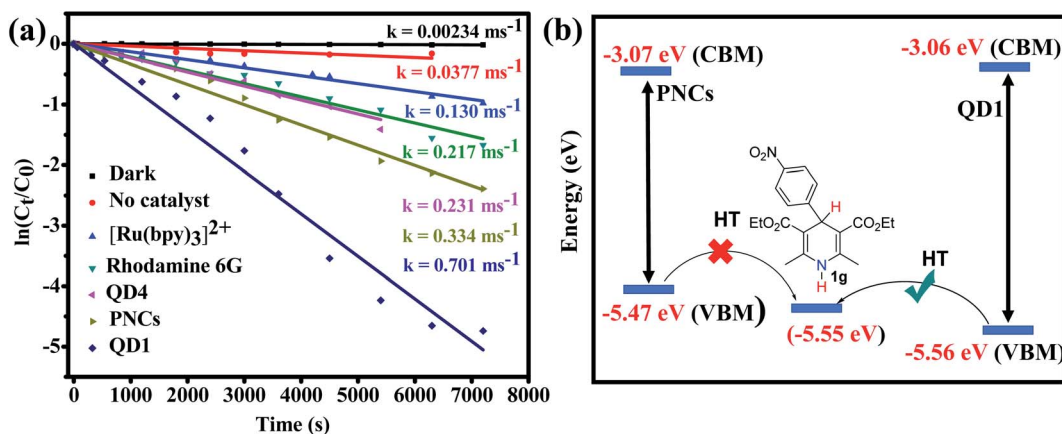 (a)
ln(Ct/C0)
0
-1
-2
-3
-4
-5
k = 0.00234 ms-1
k = 0.0377 ms-1
k = 0.130 ms-1
k = 0.217 ms-1
k = 0.231 ms-1
k = 0.334 ms-1
k = 0.701 ms-1
Dark
No catalyst
[Ru(bpy)3]2+
Rhodamine 6G
QD4
PNCs
QD1
0 1000 2000 3000 4000 5000 6000 7000 8000
Time (s)
(b)
Energy (eV)
-3.07 eV (CBM)
PNCs
-5.47 eV (VBM)
HT
NO2
H
EtO2C CO2Et
N 1g
H
(-5.55 eV)
-3.06 eV (CBM)
QD1
HT
-5.56 eV (VBM)